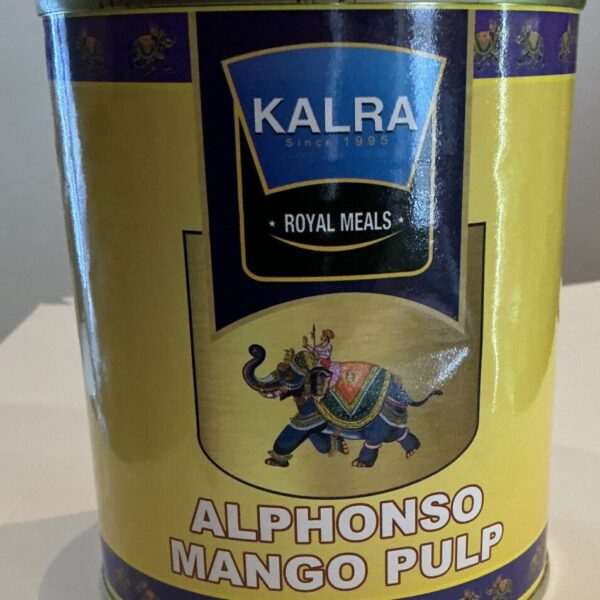 KALRA
Since 1995
ROYAL MEALS
ALPHONSO
MANGO PULP